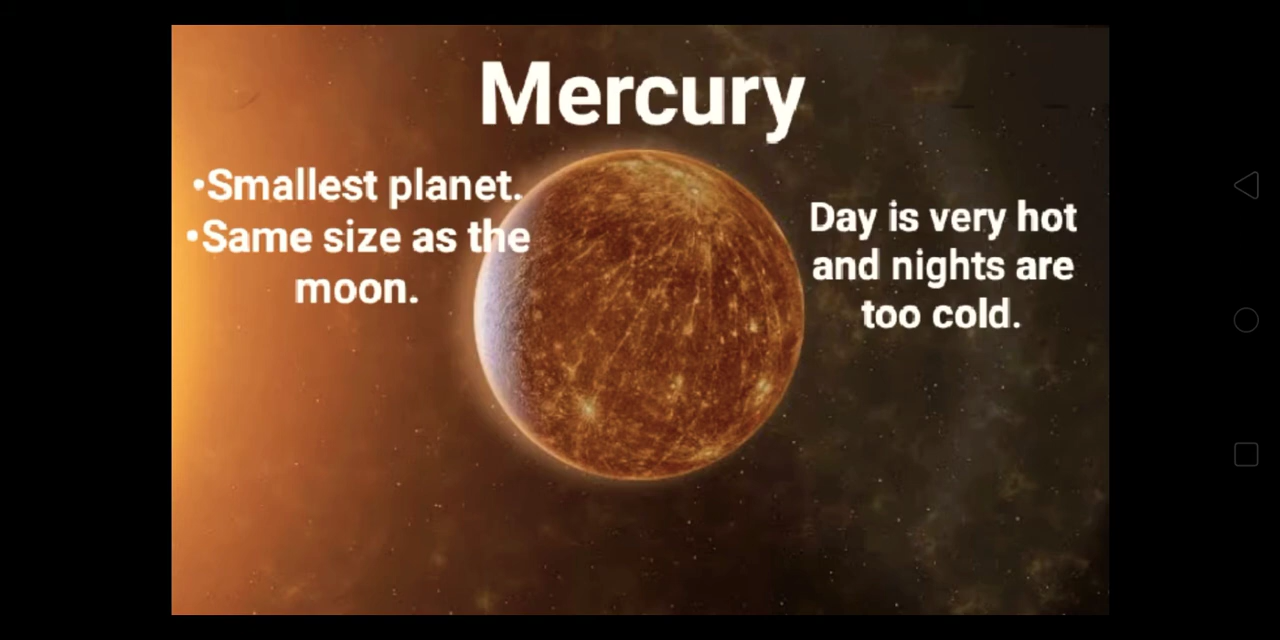 Mercury
•Smallest planet.
•Same size as the
moon.
Day is very hot
and nights are
too cold.